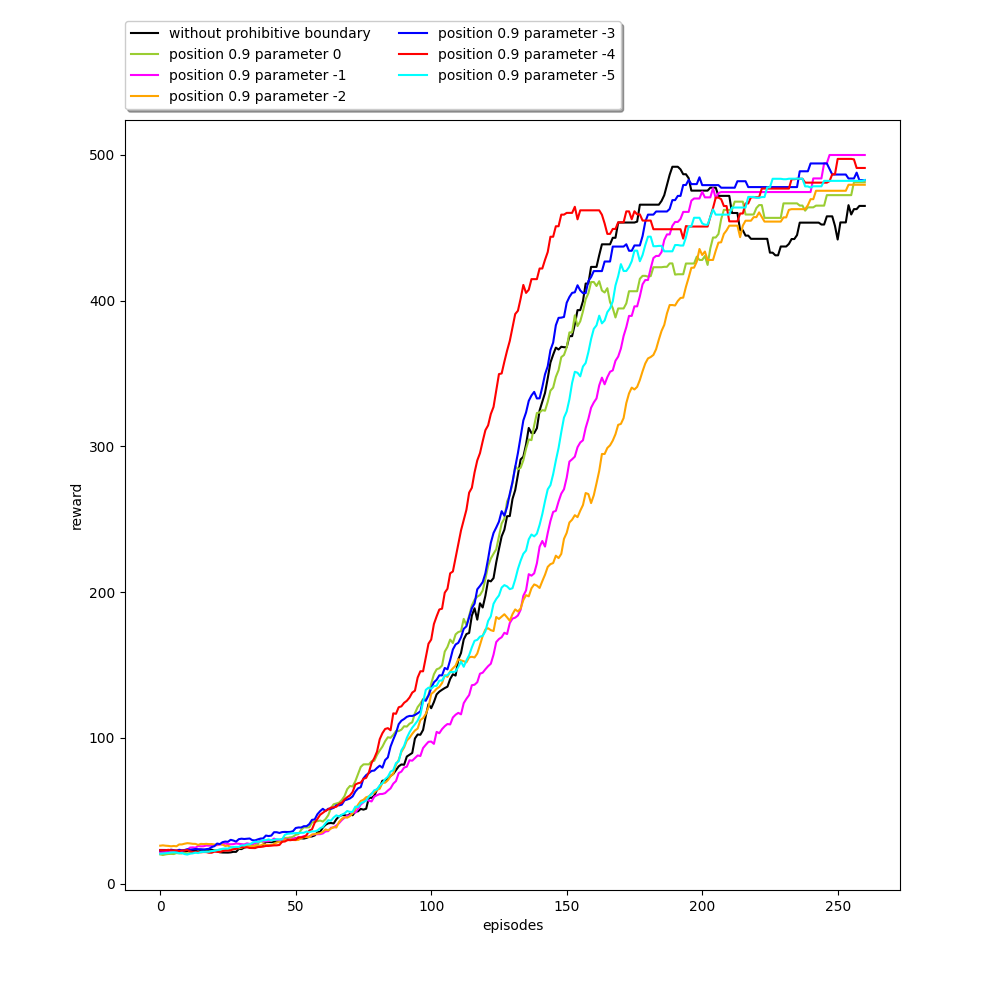 without prohibitive boundary
position 0.9 parameter 0
position 0.9 parameter -1
position 0.9 parameter -2
position 0.9 parameter -3
position 0.9 parameter -4
position 0.9 parameter -5
500
400
300
200
100
0
reward
0 50 100 150 200 250
episodes